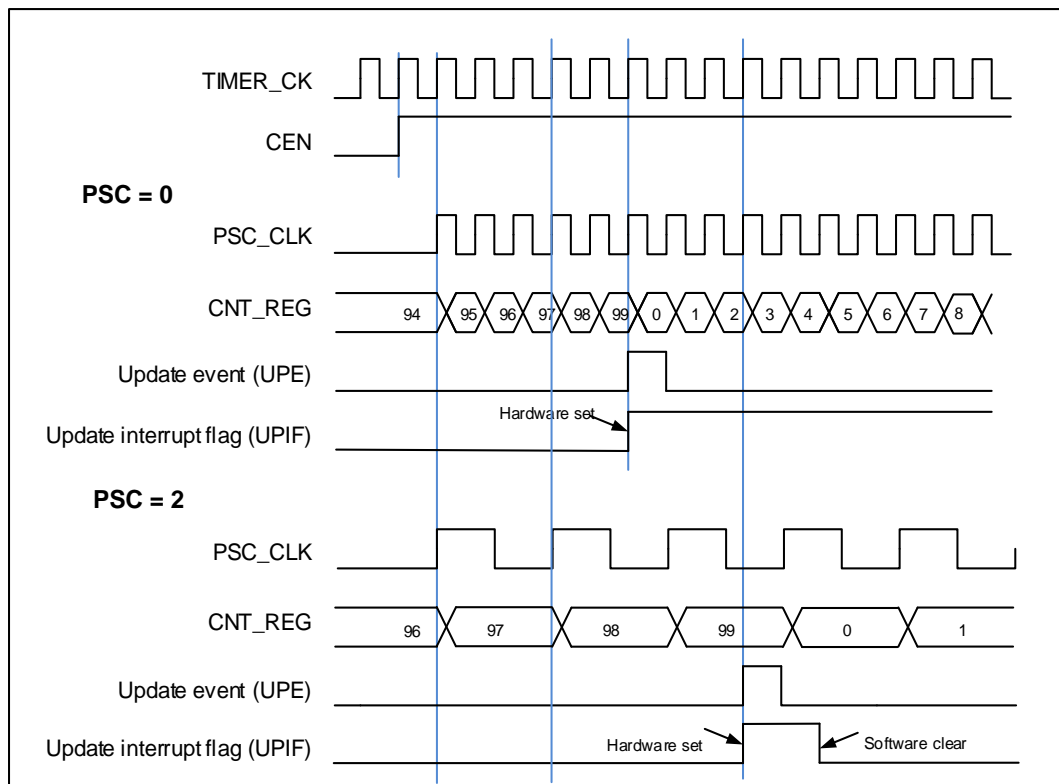 TIMER_CK
CEN
PSC = 0
PSC_CLK
CNT_REG 94 95 96 97 98 99 0 1 2 3 4 5 6 7 8
Update event (UPE)
Hardware set
Update interrupt flag (UPIF)
PSC = 2
PSC_CLK
CNT_REG 96 97 98 99 0 1
Update event (UPE)
Update interrupt flag (UPIF) Hardware set Software clear